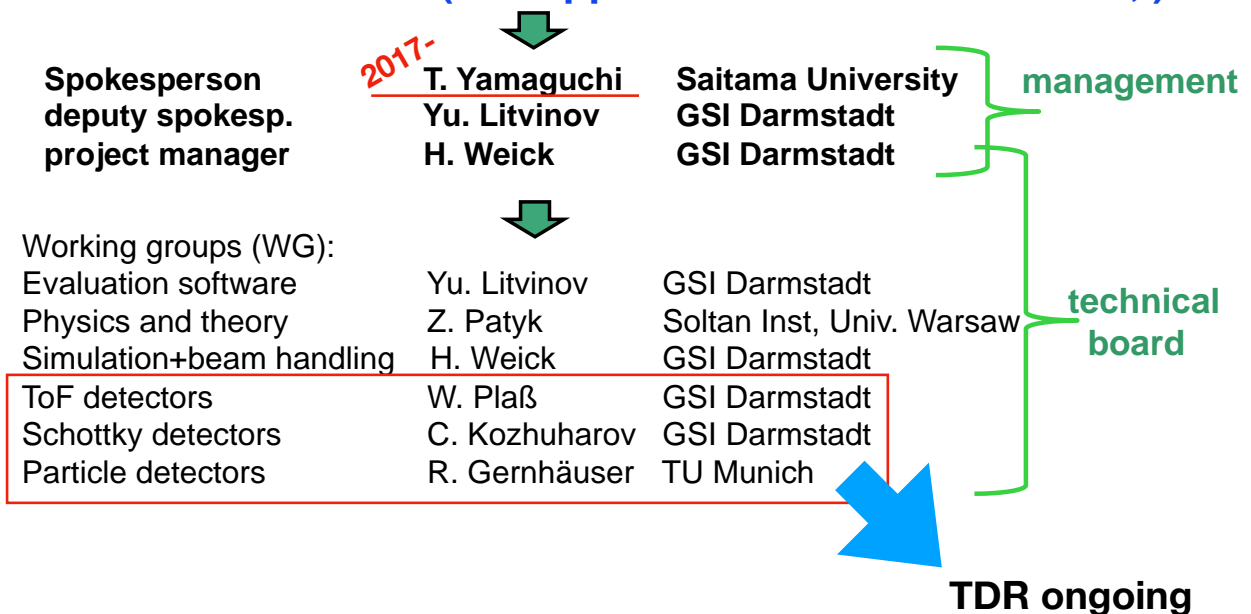 2017-
Spokesperson T. Yamaguchi Saitama University
deputy spokesp. Yu. Litvinov GSI Darmstadt
project manager H. Weick GSI Darmstadt
management
Working groups (WG):
Evaluation software Yu. Litvinov GSI Darmstadt
Physics and theory Z. Patyk Soltan Inst, Univ. Warsaw
Simulation+beam handling H. Weick GSI Darmstadt
ToF detectors W. Plaß GSI Darmstadt
Schottky detectors C. Kozhuharov GSI Darmstadt
Particle detectors R. Gernhäuser TU Munich
technical
board
TDR ongoing